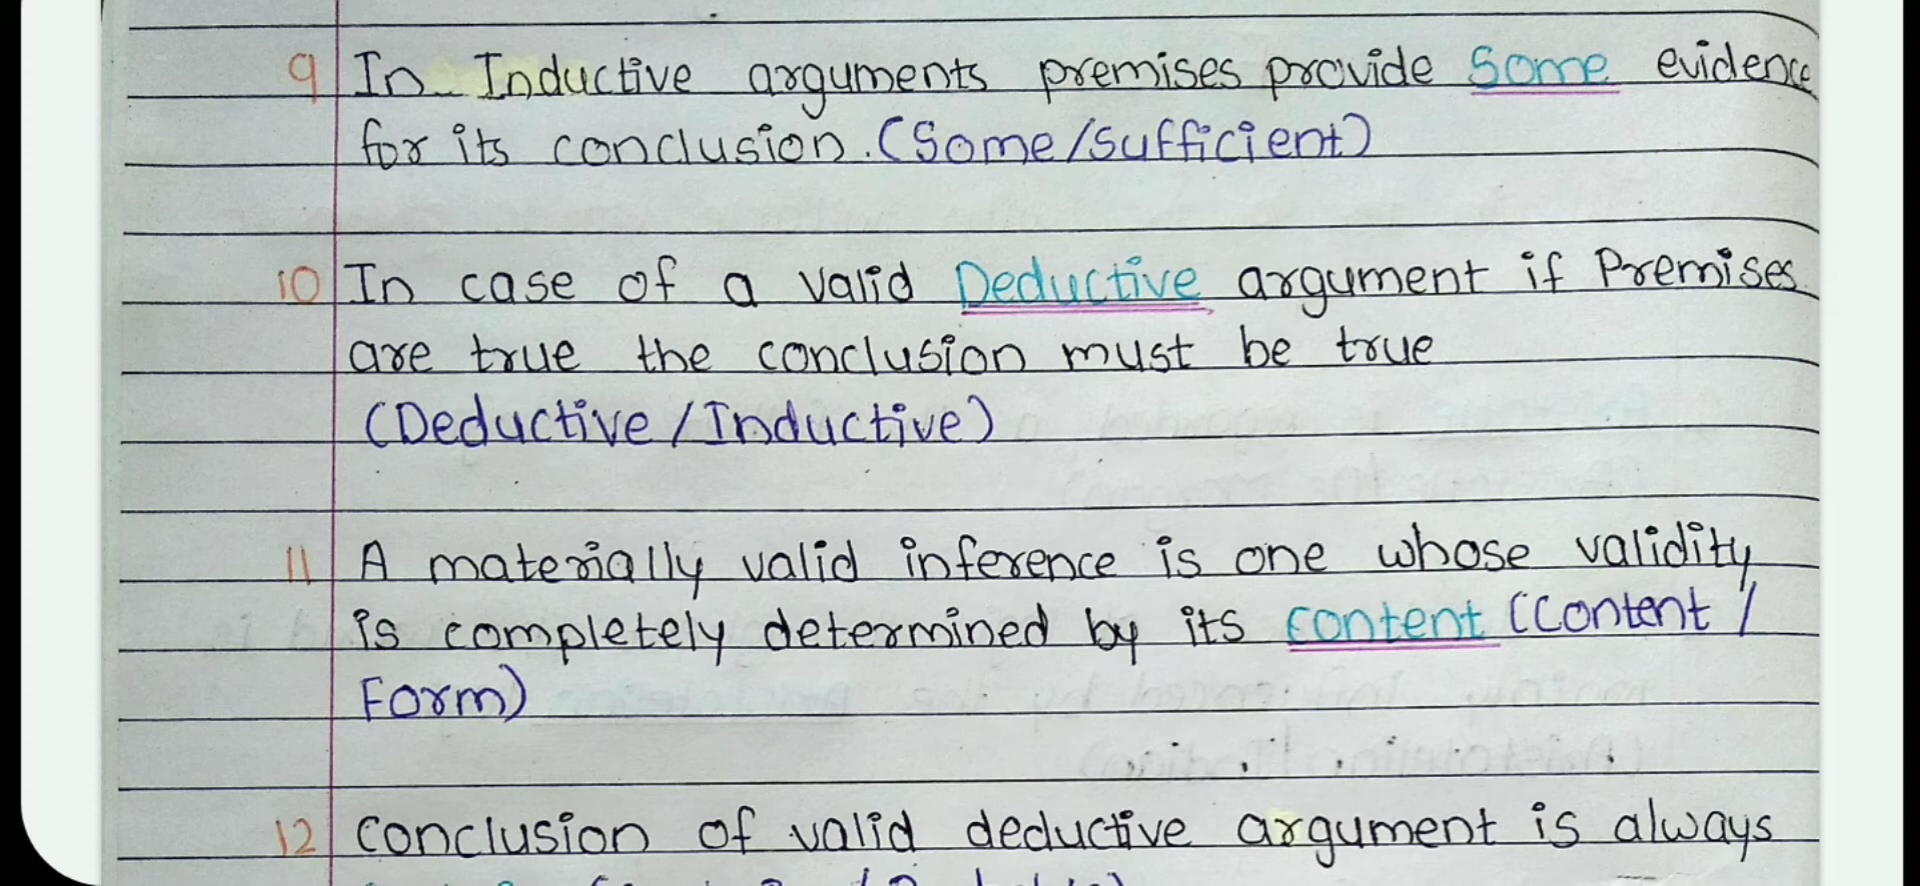 9 In Inductive arguments premises provide Some evidence
for its conclusion. (Some/sufficient)
10 In case of a valid Deductive argument if Premises
are true the conclusion must be true
(Deductive/Inductive)
11 A materially valid inference is one whose validity
is completely determined by its content (Content/
Form)
12 Conclusion of valid deductive argument is always